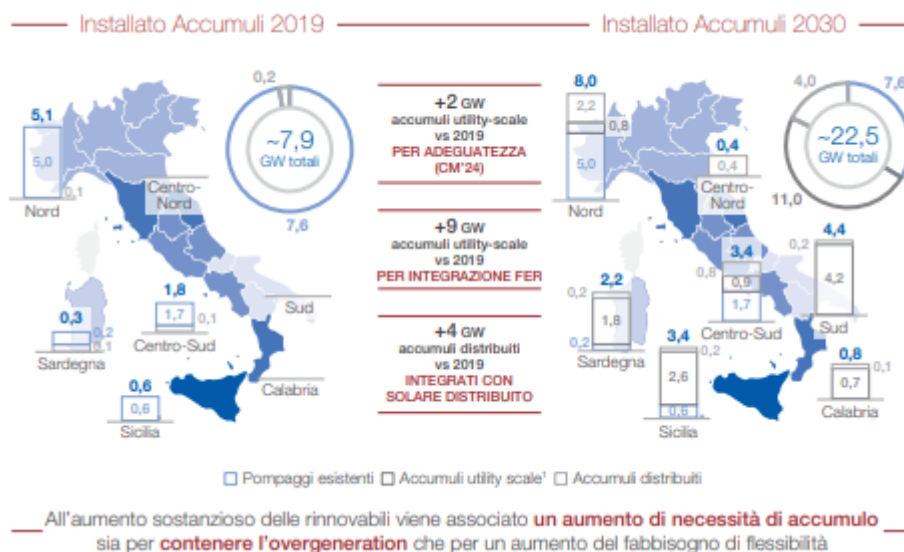 Installato Accumuli 2019
5,1
5,0
0,1
Nord
0,2
~7,9
GW totali
7,6
Centro-
Nord
0,3
0,2
0,1
Sardegna
1,8
1,7
0,1
Centro-Sud
Sud
0,6
0,6
Sicilia
Calabria
+2 GW
accumuli utility-scale
vs 2019
PER ADEGUATEZZA
(CM'24)
+9 GW
accumuli utility-scale
vs 2019
PER INTEGRAZIONE FER
+4 GW
accumuli distribuiti
vs 2019
INTEGRATI CON
SOLARE DISTRIBUITO
Installato Accumuli 2030
8,0
2,2
0,8
5,0
Nord
4,0
7,6
~22,5
GW totali
11,0
0,4
0,4
Centro-
Nord
2,2
0,2
1,8
0,2
Sardegna
3,4
0,8
0,9
1,7
Centro-Sud
4,4
0,2
4,2
Sud
3,4
0,2
2,6
0,6
Sicilia
0,8
0,1
0,7
Calabria
Pompaggi esistenti Accumuli utility scale¹ Accumuli distribuiti
All'aumento sostanzioso delle rinnovabili viene associato un aumento di necessità di accumulo
sia per contenere l'overgeneration che per un aumento del fabbisogno di flessibilità